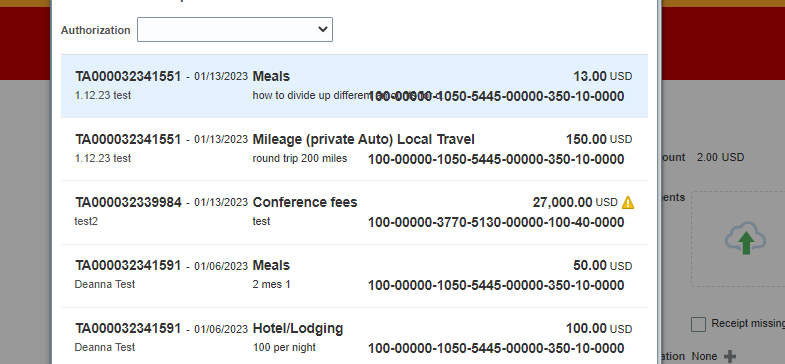 Authorization
TA000032341551 - 01/13/2023 Meals 13.00 USD
1.12.23 test how to divide up different 100-00000-1050-5445-00000-350-10-0000
TA000032341551 - 01/13/2023 Mileage (private Auto) Local Travel 150.00 USD
1.12.23 test round trip 200 miles 100-00000-1050-5445-00000-350-10-0000
ount 2.00 USD
TA000032339984 - 01/13/2023 Conference fees 27,000.00 USD
ents
test2 test 100-00000-3770-5130-00000-100-40-0000
TA000032341591 - 01/06/2023 Meals 50.00 USD
Deanna Test 2 mes 1 100-00000-1050-5445-00000-350-10-0000
TA000032341591 - 01/06/2023 Hotel/Lodging 100.00 USD
Receipt missing
Deanna Test 100 per night 100-00000-1050-5445-00000-350-10-0000
ation None